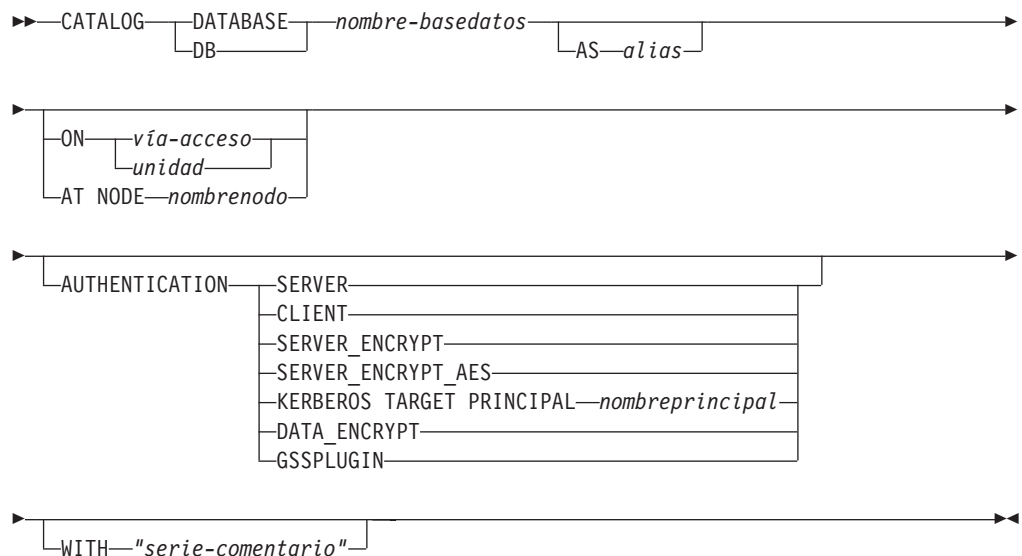 CATALOG DATABASE nombre-basedatos
DB AS alias
ON vía-acceso
unidad
AT NODE nombrenodo
AUTHENTICATION SERVER
CLIENT
SERVER_ENCRYPT
SERVER_ENCRYPT_AES
KERBEROS TARGET PRINCIPAL nombreprincipal
DATA_ENCRYPT
GSSPLUGIN
WITH "serie-comentario"